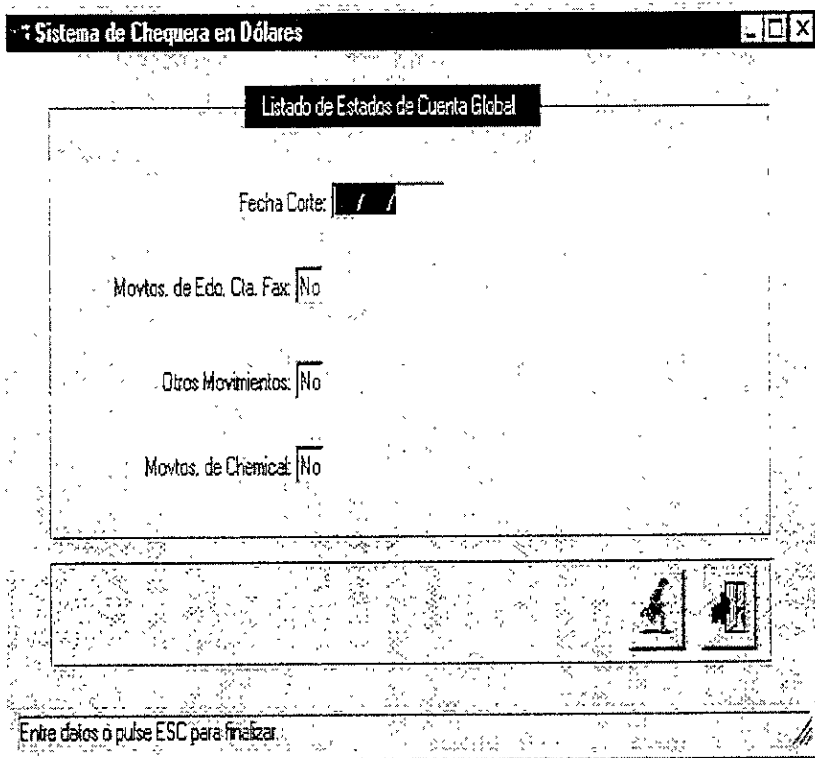 Sistema de Chequera en Dólares
Listado de Estados de Cuenta Global
Fecha Corte: / /
Movtos. de Edo. Cta. Fax: No
Otros Movimientos: No
Movtos. de Chemical: No
Entre datos o pulse ESC para finalizar.